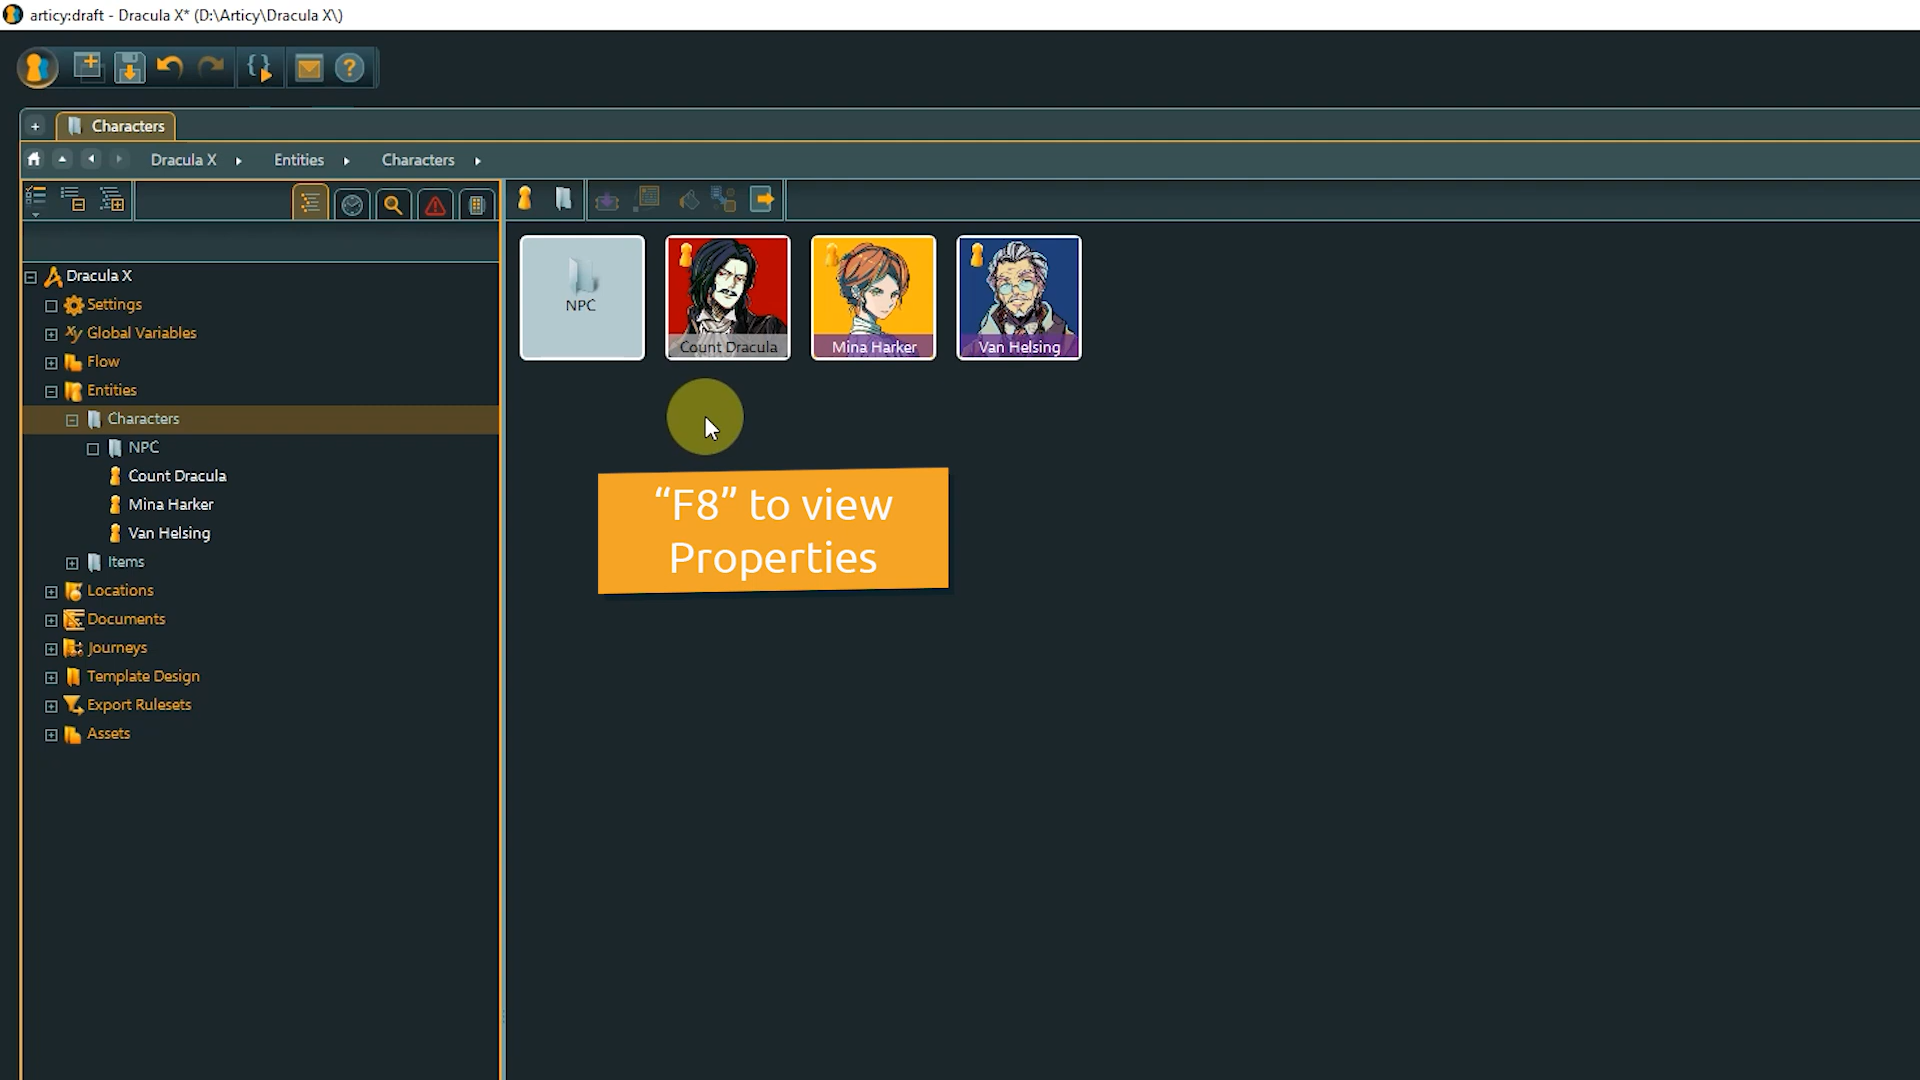 articy:draft - Dracula X* (D:\Articy\Dracula X\)
+ Characters
Dracula X Entities Characters
Dracula X
Settings
Global Variables
Flow
Entities
Characters
NPC
Count Dracula
Mina Harker
Van Helsing
Items
Locations
Documents
Journeys
Template Design
Export Rulesets
Assets
NPC
Count Dracula
Mina Harker
Van Helsing
“F8” to view
Properties